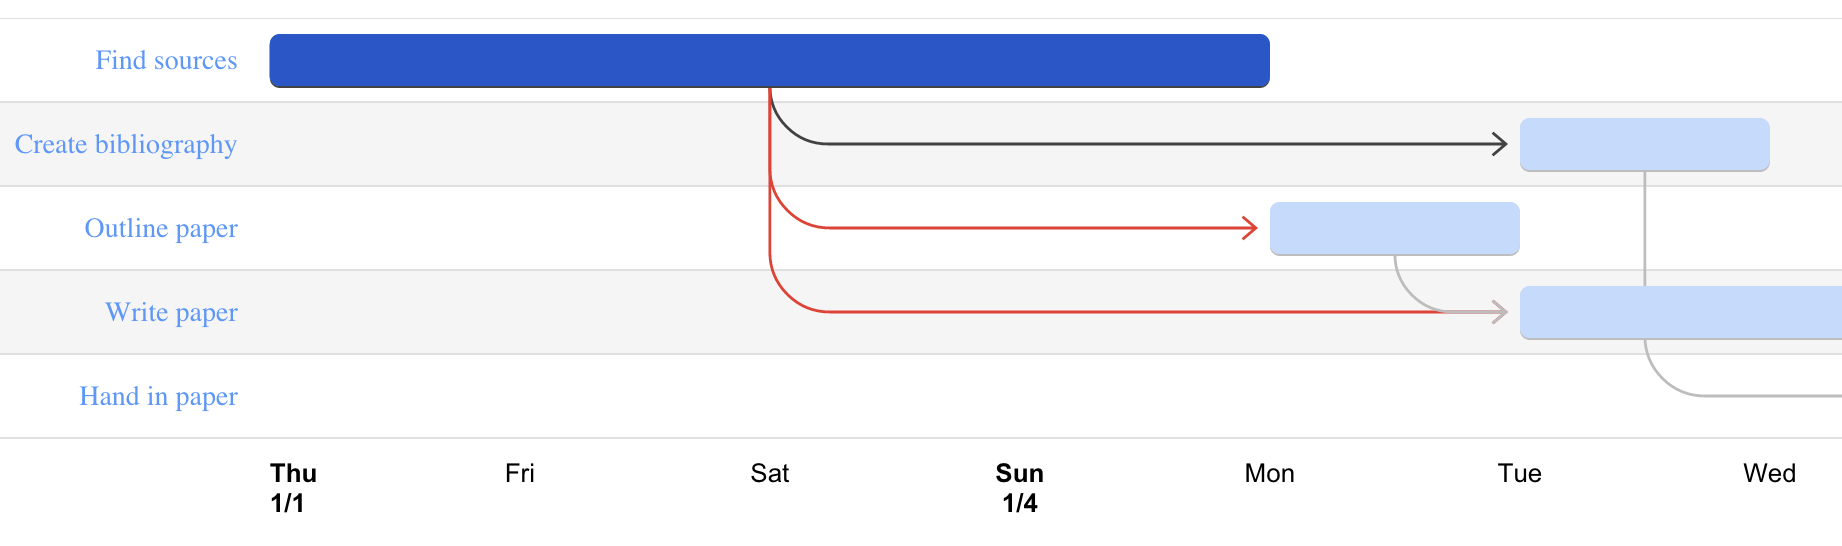 Find sources
Create bibliography
Outline paper
Write paper
Hand in paper
Thu Fri Sat Sun Mon Tue Wed
1/1 1/4